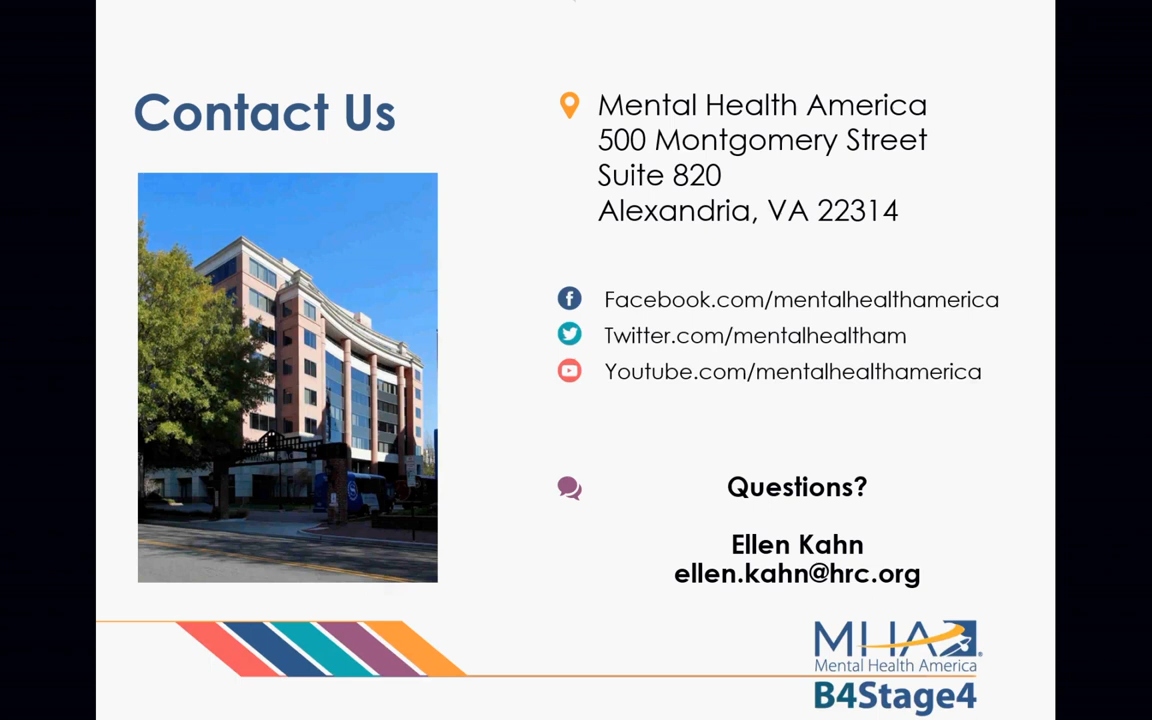 Contact Us
Mental Health America
500 Montgomery Street
Suite 820
Alexandria, VA 22314
Facebook.com/mentalhealthamerica
Twitter.com/mentalhealtham
Youtube.com/mentalhealthamerica
Questions?
Ellen Kahn
ellen.kahn@hrc.org
MHA
Mental Health America
B4Stage4